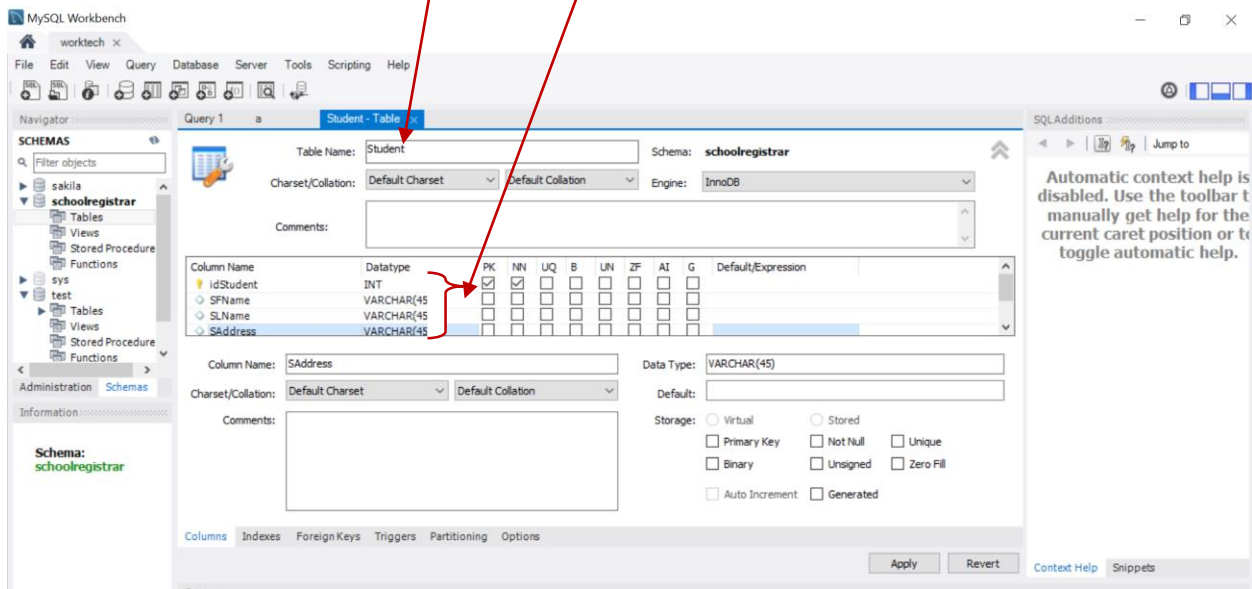 MySQL Workbench
worktech
File Edit View Query Database Server Tools Scripting Help
Navigator
SCHEMAS
Filter objects
sakila
schoolregistrar
Tables
Views
Stored Procedure
Functions
sys
test
Tables
Views
Stored Procedure
Functions
Administration Schemas
Information
Schema:
schoolregistrar
Query 1 a Student - Table
Table Name: Student Schema: schoolregistrar
Charset/Collation: Default Charset Default Collation Engine: InnoDB
Comments:
Column Name Datatype PK NN UQ B UN ZF AI G Default/Expression
idStudent INT
SFName VARCHAR(45
SLName VARCHAR(45
SAddress VARCHAR(45
Column Name: SAddress Data Type: VARCHAR(45)
Charset/Collation: Default Charset Default Collation Default:
Comments: Storage: Virtual Stored
Primary Key Not Null Unique
Binary Unsigned Zero Fill
Auto Increment Generated
Columns Indexes Foreign Keys Triggers Partitioning Options
Apply Revert
SQLAdditions
Jump to
Automatic context help is
disabled. Use the toolbar t
manually get help for the
current caret position or to
toggle automatic help.
Context Help Snippets